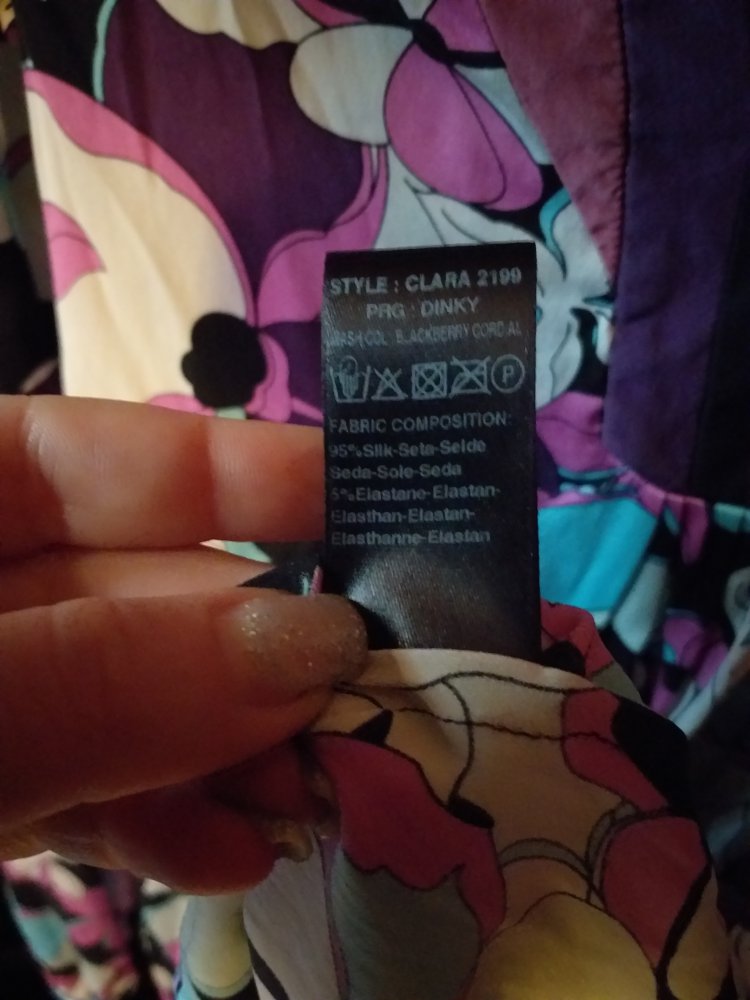 STYLE : CLARA 2199
PRG : DINKY
WASH COL : BLACKBERRY CORDIAL
P
FABRIC COMPOSITION:
95%Silk-Seta-Seide
Seda-Soie-Seda
5%Elastane-Elastan-
Elasthan-Elastan-
Elasthanne-Elastan